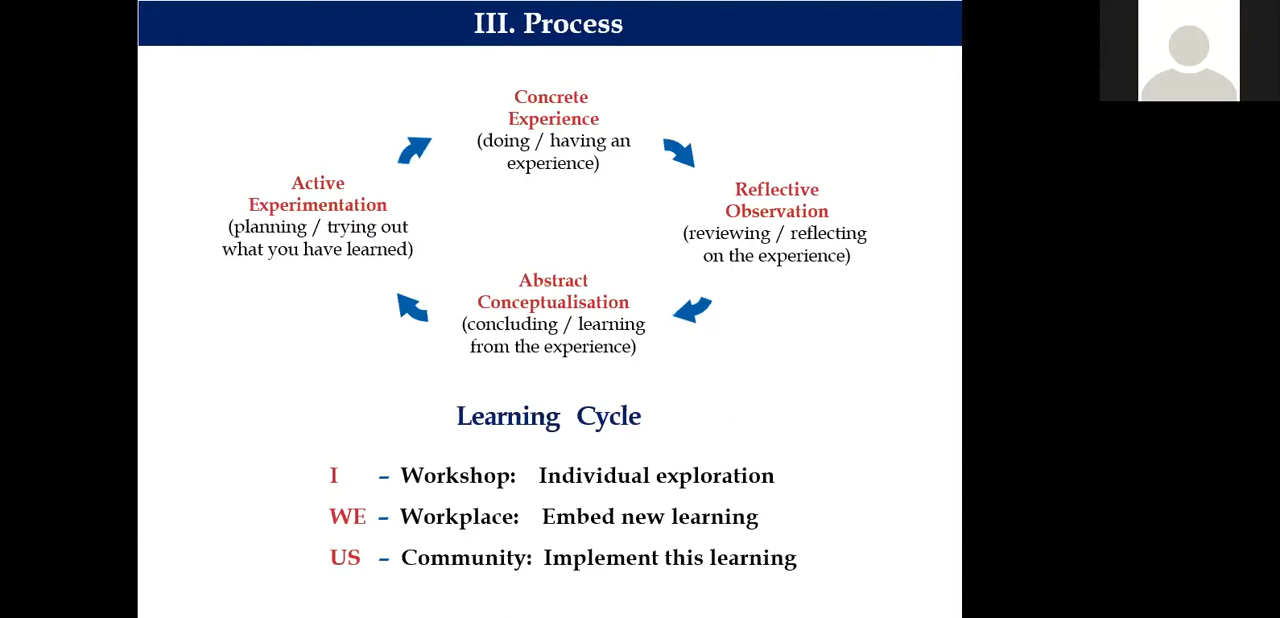 III. Process
Concrete
Experience
(doing / having an
experience)
Active
Experimentation
(planning / trying out
what you have learned)
Reflective
Observation
(reviewing / reflecting
on the experience)
Abstract
Conceptualisation
(concluding / learning
from the experience)
Learning Cycle
I – Workshop: Individual exploration
WE – Workplace: Embed new learning
US – Community: Implement this learning